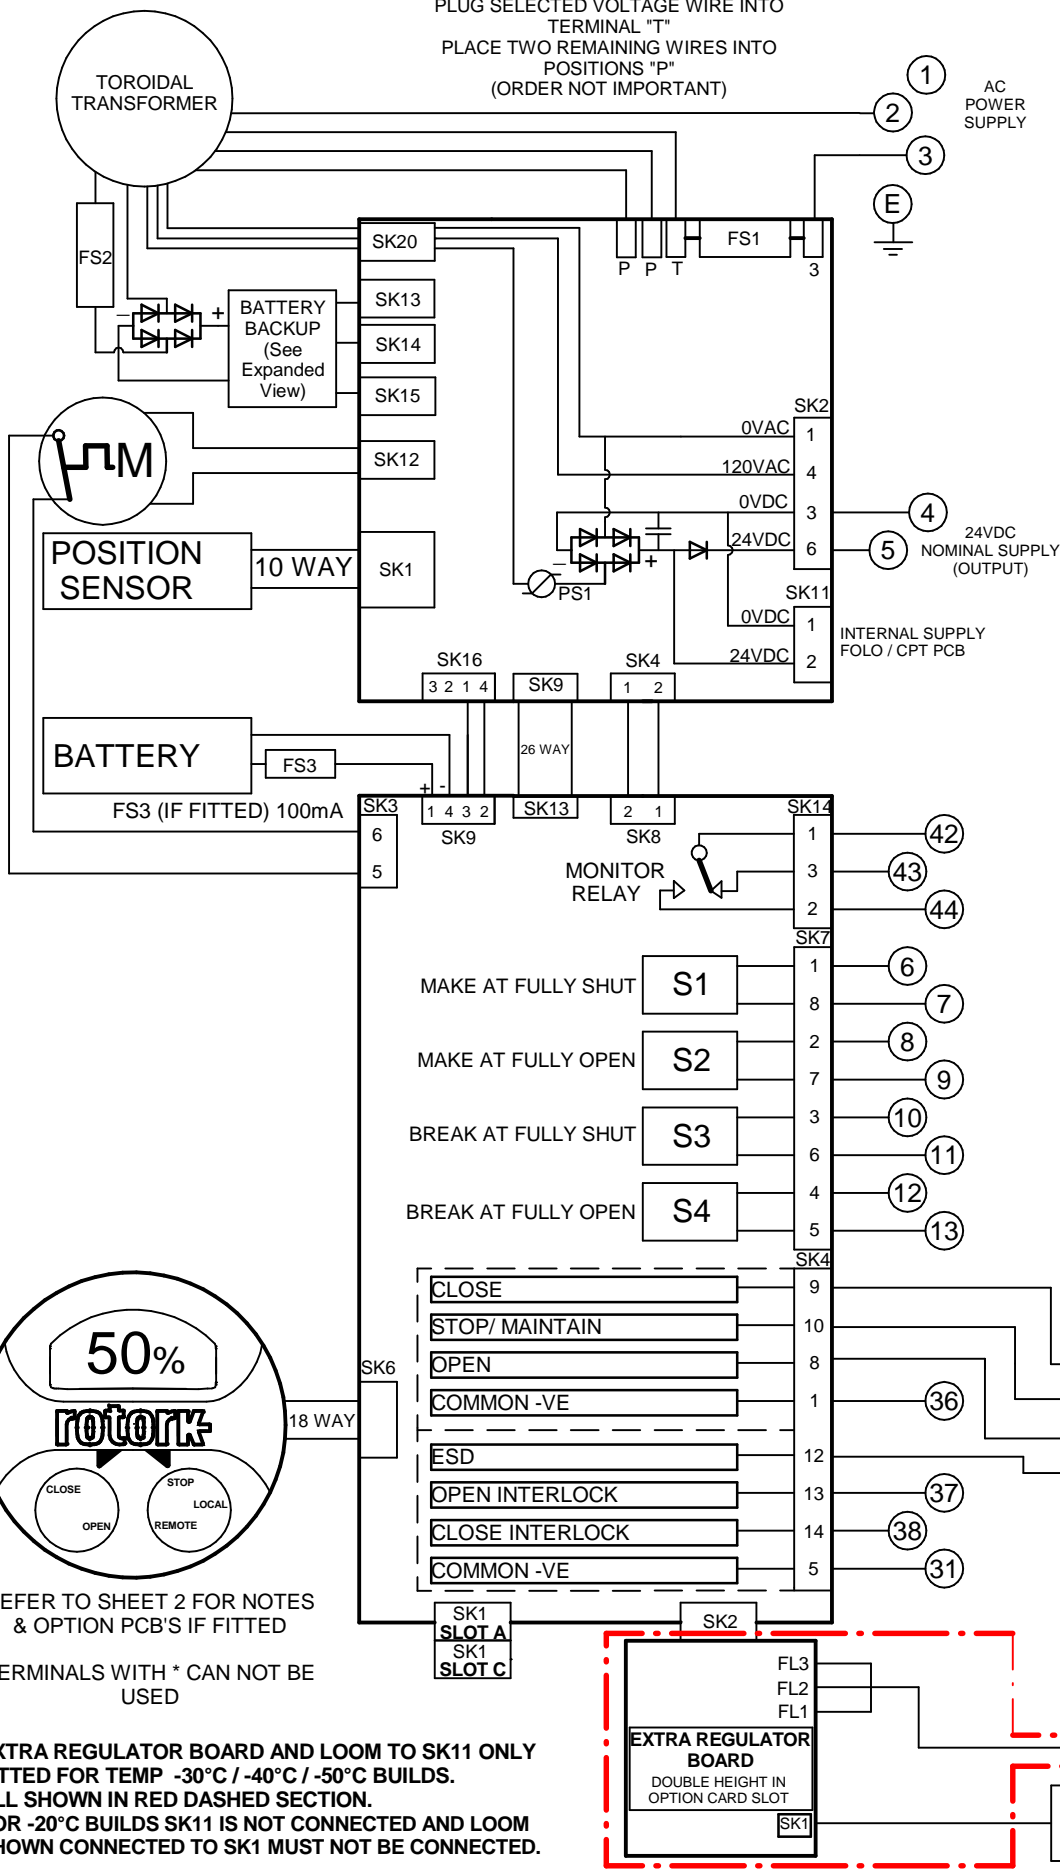 PLUG SELECTED VOLTAGE WIRE INTO
TERMINAL "T"
PLACE TWO REMAINING WIRES INTO
POSITIONS "P"
(ORDER NOT IMPORTANT)
TOROIDAL
TRANSFORMER
1
2
3
E
AC
POWER
SUPPLY
FS2
SK20
P P T
FS1
3
SK13
SK14
SK15
BATTERY
BACKUP
(See
Expanded
View)
− +
SK12
M
POSITION
SENSOR
10 WAY
SK1
SK2
0VAC 1
120VAC 4
0VDC 3
24VDC 6
4
5
24VDC
NOMINAL SUPPLY
(OUTPUT)
− +
PS1
SK11
0VDC 1
24VDC 2
INTERNAL SUPPLY
FOLO / CPT PCB
SK16
3 2 1 4
SK9
SK4
1 2
BATTERY
FS3
FS3 (IF FITTED) 100mA
26 WAY
+ -
SK3
6
5
1 4 3 2
SK9
SK13
2 1
SK8
SK14
MONITOR
RELAY
1 42
3 43
2 44
SK7
MAKE AT FULLY SHUT S1 1 6
8 7
MAKE AT FULLY OPEN S2 2 8
7 9
BREAK AT FULLY SHUT S3 3 10
6 11
BREAK AT FULLY OPEN S4 4 12
5 13
SK4
CLOSE 9
STOP/ MAINTAIN 10
OPEN 8
COMMON -VE 1 36
ESD 12
OPEN INTERLOCK 13 37
CLOSE INTERLOCK 14 38
COMMON -VE 5 31
50%
rotork
CLOSE
OPEN
STOP
LOCAL
REMOTE
18 WAY
SK6
EFER TO SHEET 2 FOR NOTES
& OPTION PCB'S IF FITTED
ERMINALS WITH * CAN NOT BE
USED
SK1
SLOT A
SK1
SLOT C
SK2
FL3
FL2
FL1
EXTRA REGULATOR
BOARD
DOUBLE HEIGHT IN
OPTION CARD SLOT
SK1
XTRA REGULATOR BOARD AND LOOM TO SK11 ONLY
TTED FOR TEMP -30°C / -40°C / -50°C BUILDS.
LL SHOWN IN RED DASHED SECTION.
OR -20°C BUILDS SK11 IS NOT CONNECTED AND LOOM
HOWN CONNECTED TO SK1 MUST NOT BE CONNECTED.